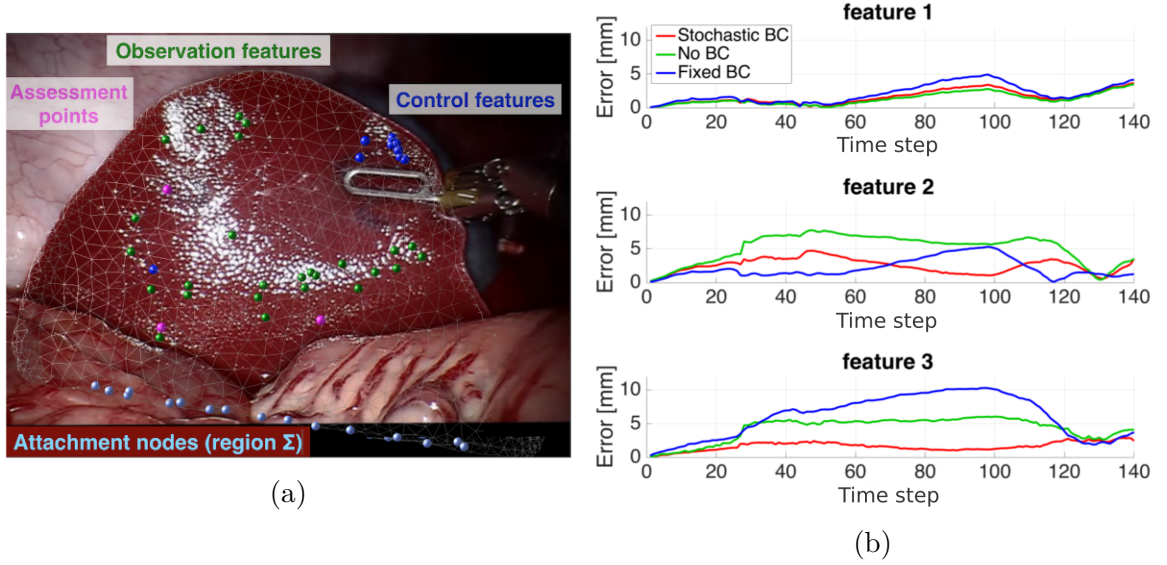 Observation features
Assessment
points
Control features
Attachment nodes (region Σ)
(a)
feature 1
Error [mm]
10
5
0
Stochastic BC
No BC
Fixed BC
0 20 40 60 80 100 120 140
Time step
feature 2
Error [mm]
10
5
0
0 20 40 60 80 100 120 140
Time step
feature 3
Error [mm]
10
5
0
0 20 40 60 80 100 120 140
Time step
(b)